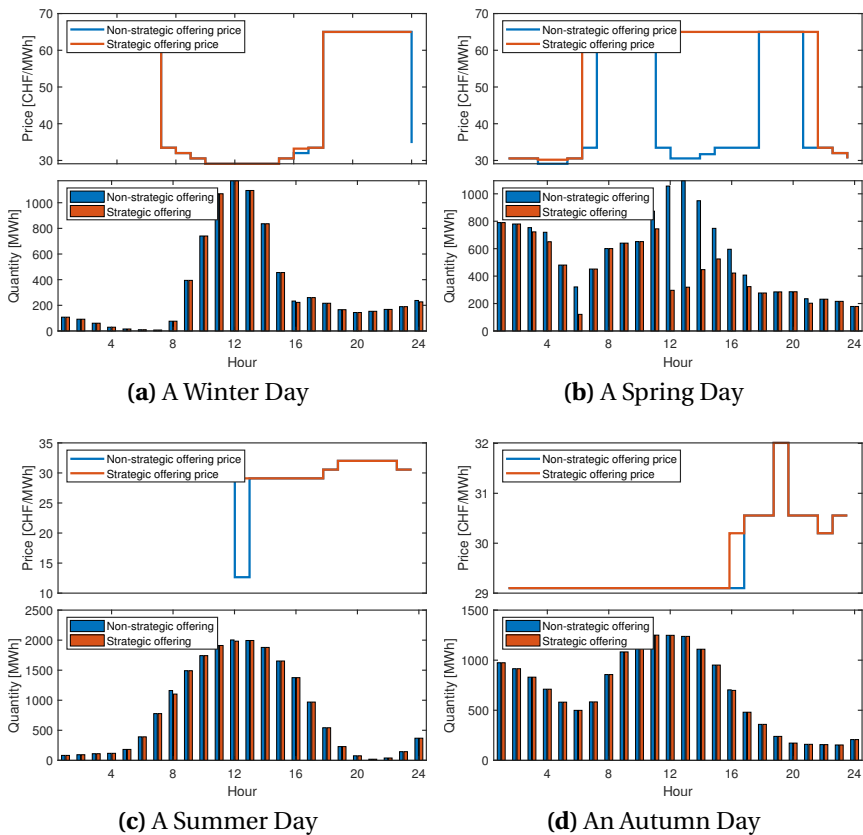 70
60
50
40
30
Price [CHF/MWh]
Non-strategic offering price
Strategic offering price
1000
800
600
400
200
0
Quantity [MWh]
Non-strategic offering
Strategic offering
4 8 12 16 20 24
Hour
(a) A Winter Day
70
60
50
40
30
Price [CHF/MWh]
Non-strategic offering price
Strategic offering price
1000
800
600
400
200
0
Quantity [MWh]
Non-strategic offering
Strategic offering
4 8 12 16 20 24
Hour
(b) A Spring Day
35
30
25
20
15
10
Price [CHF/MWh]
Non-strategic offering price
Strategic offering price
2500
2000
1500
1000
500
0
Quantity [MWh]
Non-strategic offering
Strategic offering
4 8 12 16 20 24
Hour
(c) A Summer Day
32
31
30
29
Price [CHF/MWh]
Non-strategic offering price
Strategic offering price
1500
1000
500
0
Quantity [MWh]
Non-strategic offering
Strategic offering
4 8 12 16 20 24
Hour
(d) An Autumn Day